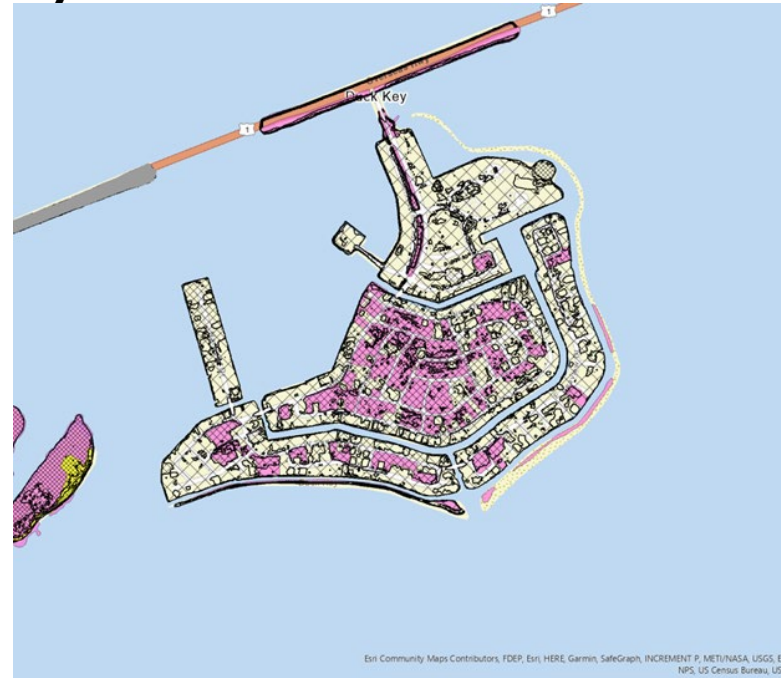 1
Duck Key
1
Esri Community Maps Contributors, FDEP, Esri, HERE, Garmin, SafeGraph, INCREMENT P, METI/NASA, USGS, E
NPS, US Census Bureau, US